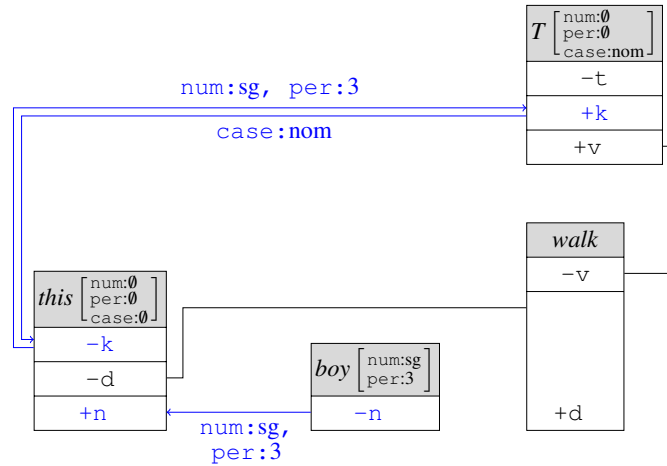 T [num:∅
per:∅
case:nom]
−t
+k
+v
num:sg, per:3
case:nom
walk
−v
+d
this [num:∅
per:∅
case:∅]
−k
−d
+n
boy [num:sg
per:3]
−n
num:sg,
per:3